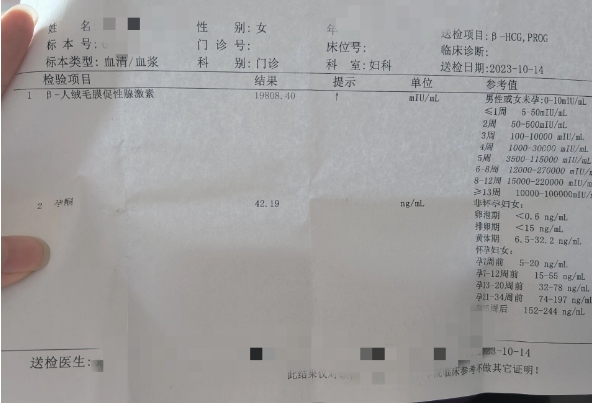 姓 名 性 别:女 年 送检项目:β-HCG,PROG
标 本 号: 门 诊 号: 床位号: 临床诊断:
标本类型:血清/血浆 科 别:门诊 科 室:妇科 送检日期:2023-10-14
检验项目 结果 提示 单位 参考值
1 β-人绒毛膜促性腺激素 19808.40 ↑ mIU/mL 男性或女未孕:0-10mIU/mL
≤1周 5-50mIU/mL
2周 50-500mIU/mL
3周 100-10000 mIU/mL
4周 1000-30000 mIU/mL
5周 3500-115000 mIU/mL
6-8周 12000-270000 mIU/
8-12周 15000-220000 mIU/
≥13周 10000-100000mIU/
2 孕酮 42.19 ng/mL 非怀孕妇女:
卵泡期 <0.6 ng/mL
排卵期 <15 ng/mL
黄体期 6.5-32.2 ng/mL
怀孕妇女:
孕7周前 5-20 ng/mL
孕7-12周前 15-55 ng/mL
孕13-20周前 32-78 ng/mL
孕21-34周前 74-197 ng/mL
周后 152-244 ng/mL
送检医生: 23-10-14
此结果仅对 临床参考不做其它证明!